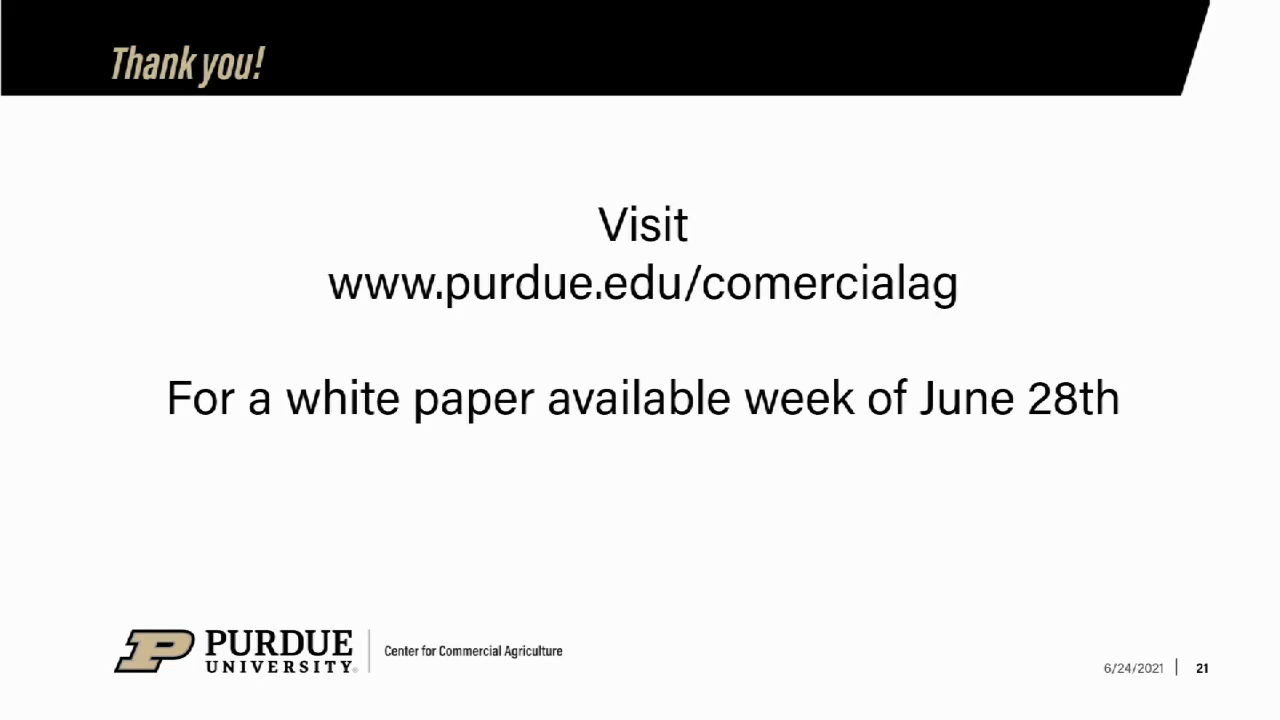 Thank you!
Visit
www.purdue.edu/comercialag
For a white paper available week of June 28th
P PURDUE
UNIVERSITY®
Center for Commercial Agriculture
6/24/2021 | 21